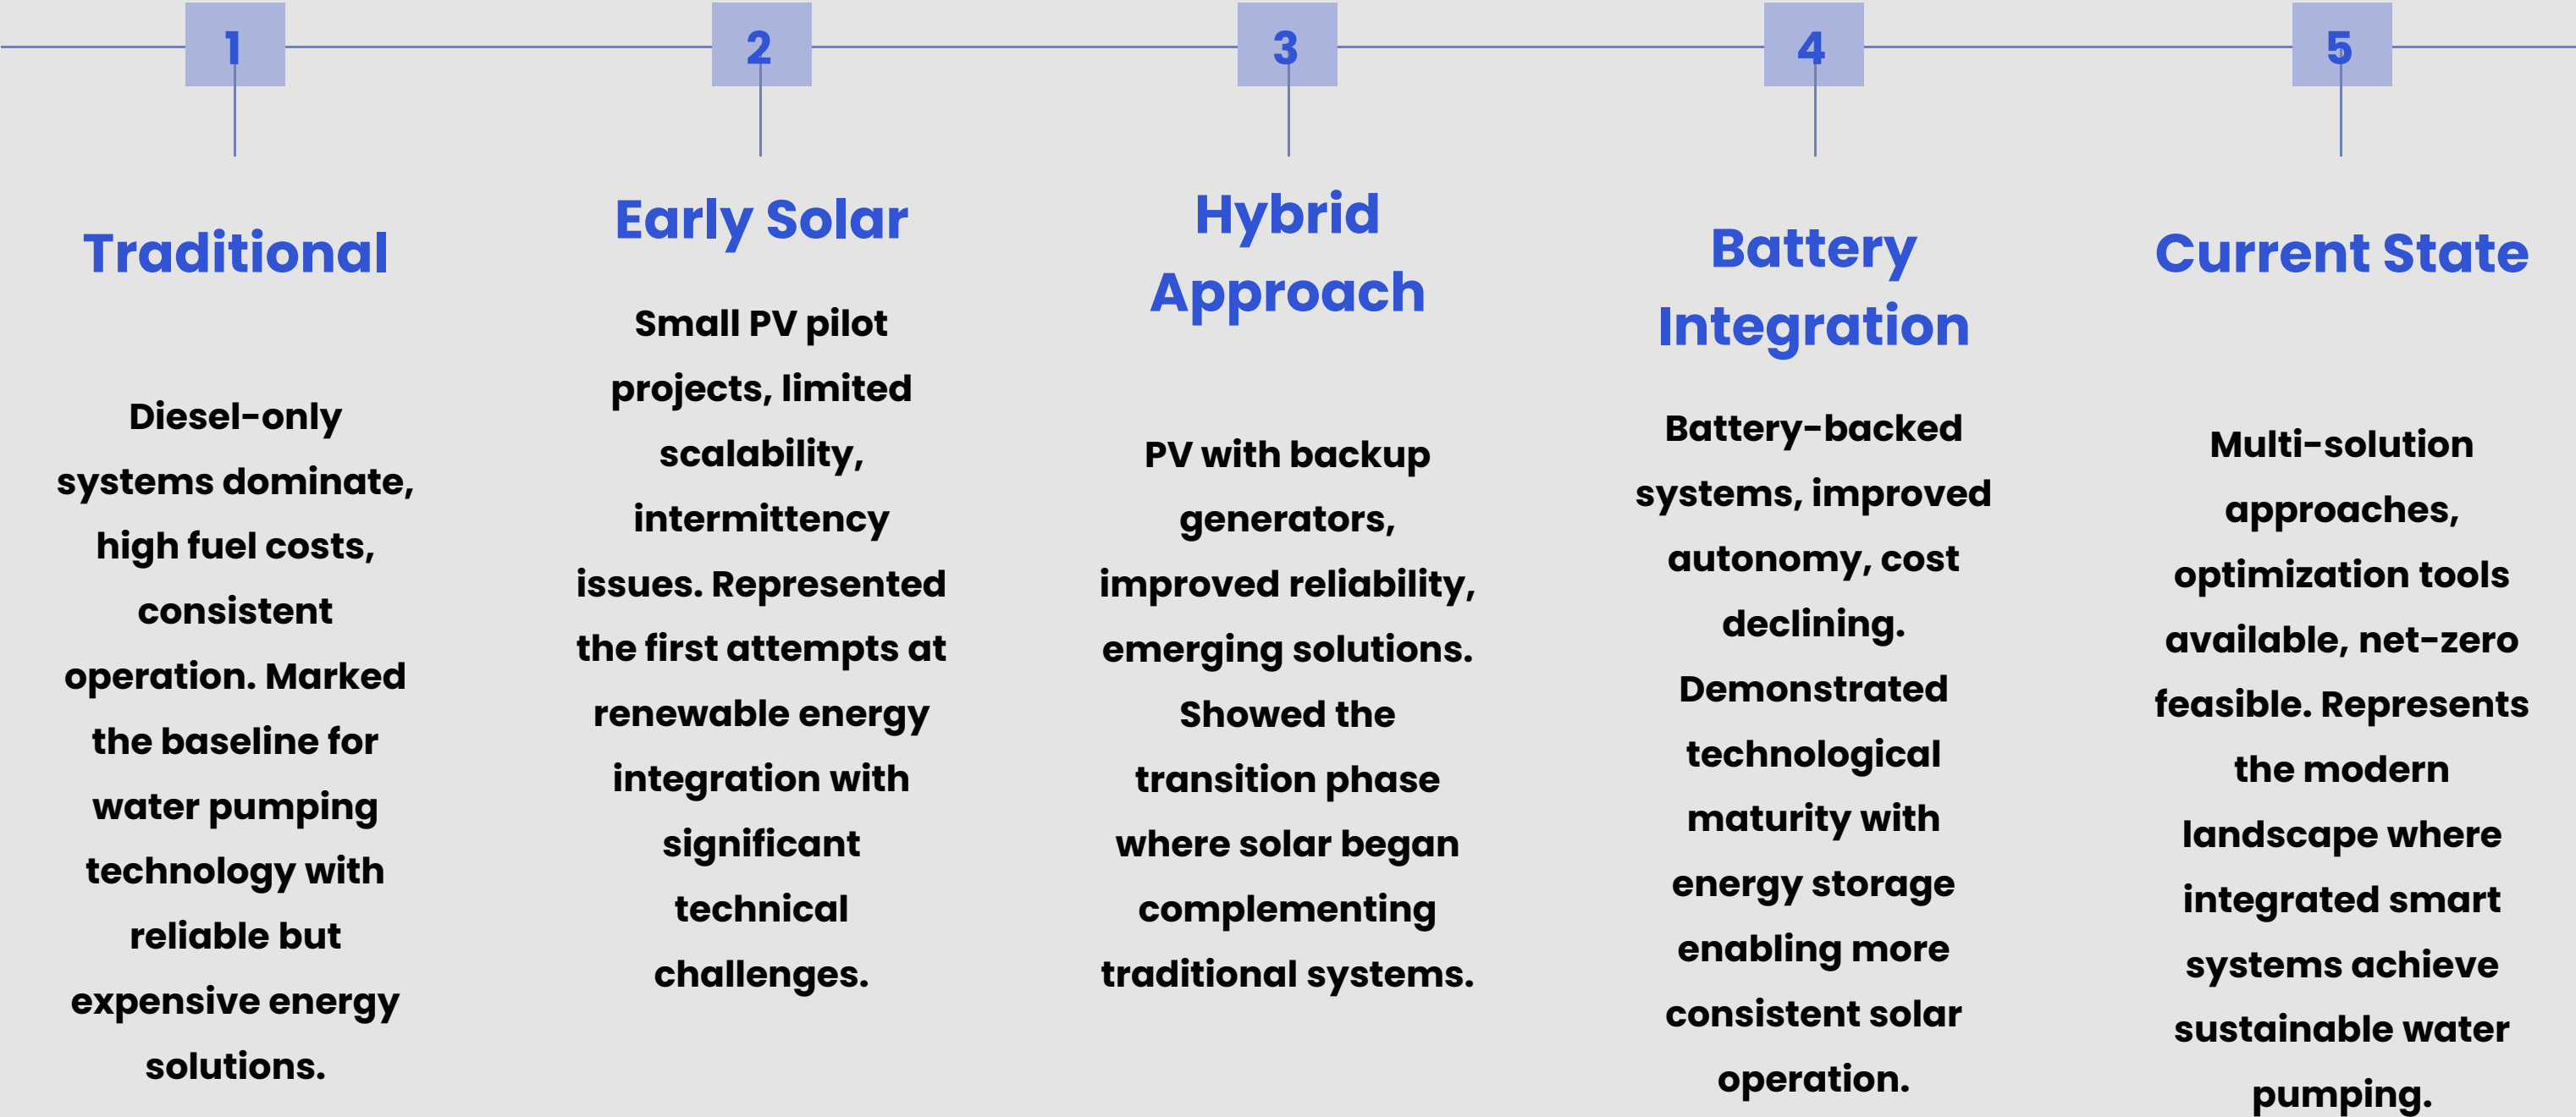 1
Traditional
Diesel-only
systems dominate,
high fuel costs,
consistent
operation. Marked
the baseline for
water pumping
technology with
reliable but
expensive energy
solutions.
2
Early Solar
Small PV pilot
projects, limited
scalability,
intermittency
issues. Represented
the first attempts at
renewable energy
integration with
significant
technical
challenges.
3
Hybrid
Approach
PV with backup
generators,
improved reliability,
emerging solutions.
Showed the
transition phase
where solar began
complementing
traditional systems.
4
Battery
Integration
Battery-backed
systems, improved
autonomy, cost
declining.
Demonstrated
technological
maturity with
energy storage
enabling more
consistent solar
operation.
5
Current State
Multi-solution
approaches,
optimization tools
available, net-zero
feasible. Represents
the modern
landscape where
integrated smart
systems achieve
sustainable water
pumping.